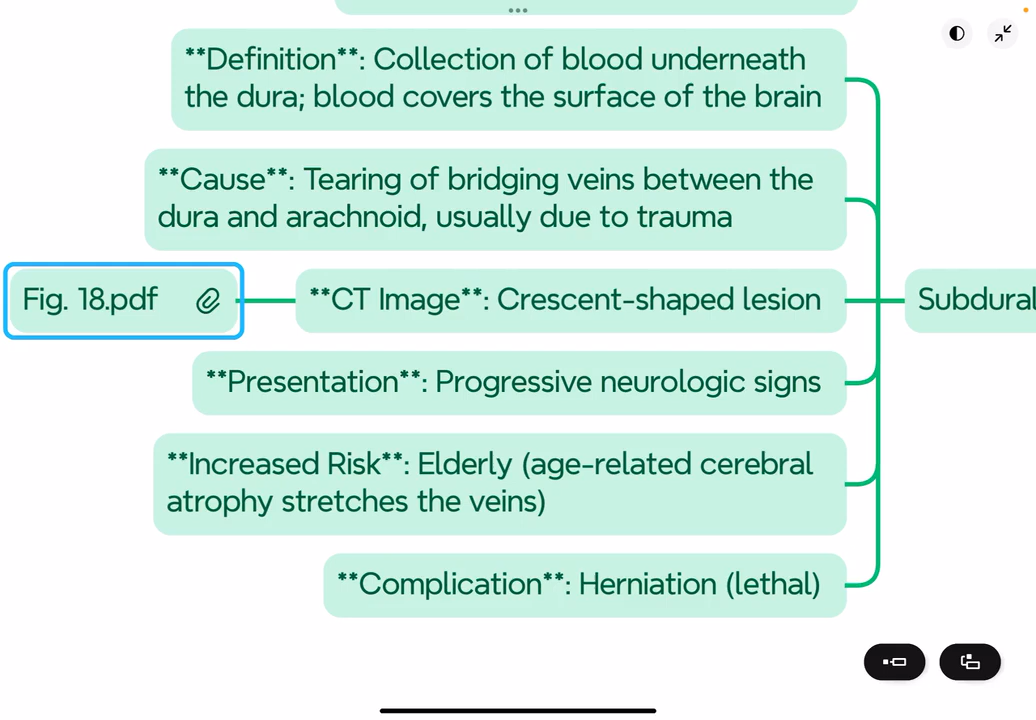 **Definition**: Collection of blood underneath
the dura; blood covers the surface of the brain
**Cause**: Tearing of bridging veins between the
dura and arachnoid, usually due to trauma
Fig. 18.pdf
**CT Image**: Crescent-shaped lesion
Subdural
**Presentation**: Progressive neurologic signs
**Increased Risk**: Elderly (age-related cerebral
atrophy stretches the veins)
**Complication**: Herniation (lethal)